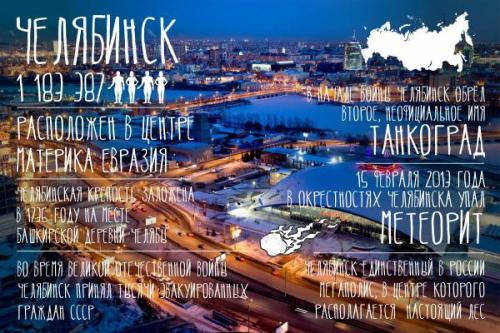 ЧЕЛЯБИНСК
1 183 387
РАСПОЛОЖЕН В ЦЕНТРЕ
МАТЕРИКА ЕВРАЗИЯ
ЧЕЛЯБИНСКАЯ КРЕПОСТЬ ЗАЛОЖЕНА
В 1736 ГОДУ НА МЕСТЕ
БАШКИРСКОЙ ДЕРЕВНИ ЧЕЛЯБЫ
ВО ВРЕМЯ ВЕЛИКОЙ ОТЕЧЕСТВЕННОЙ ВОЙНЫ
ЧЕЛЯБИНСК ПРИНЯЛ ТЫСЯЧИ ЭВАКУИРОВАННЫХ
ГРАЖДАН СССР
В НАЧАЛЕ ВОЙНЫ ЧЕЛЯБИНСК ОБРЕЛ
ВТОРОЕ, НЕОФИЦИАЛЬНОЕ ИМЯ
ТАНКОГРАД
15 ФЕВРАЛЯ 2013 ГОДА
В ОКРЕСТНОСТЯХ ЧЕЛЯБИНСКА УПАЛ
МЕТЕОРИТ
ЧЕЛЯБИНСК ЕДИНСТВЕННЫЙ В РОССИИ
МЕГАПОЛИС, В ЦЕНТРЕ КОТОРОГО
РАСПОЛАГАЕТСЯ НАСТОЯЩИЙ ЛЕС